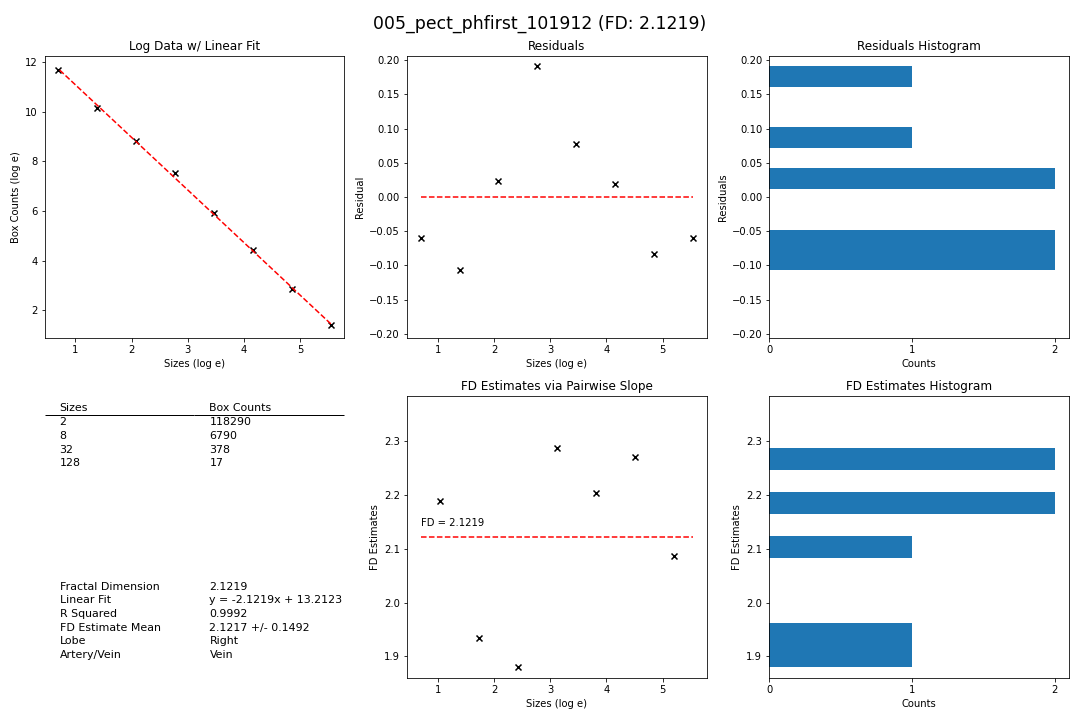 005_pect_phfirst_101912 (FD: 2.1219)
Log Data w/ Linear Fit
12
10
8
6
4
2
Box Counts (log e)
1 2 3 4 5
Sizes (log e)
Residuals
0.20
0.15
0.10
0.05
0.00
−0.05
−0.10
−0.15
−0.20
Residual
1 2 3 4 5
Sizes (log e)
Residuals Histogram
0.20
0.15
0.10
0.05
0.00
−0.05
−0.10
−0.15
−0.20
Residuals
0 1 2
Counts
Sizes Box Counts
2 118290
8 6790
32 378
128 17
Fractal Dimension 2.1219
Linear Fit y = -2.1219x + 13.2123
R Squared 0.9992
FD Estimate Mean 2.1217 +/- 0.1492
Lobe Right
Artery/Vein Vein
FD Estimates via Pairwise Slope
2.3
2.2
2.1
2.0
1.9
FD Estimates
FD = 2.1219
1 2 3 4 5
Sizes (log e)
FD Estimates Histogram
2.3
2.2
2.1
2.0
1.9
FD Estimates
0 1 2
Counts